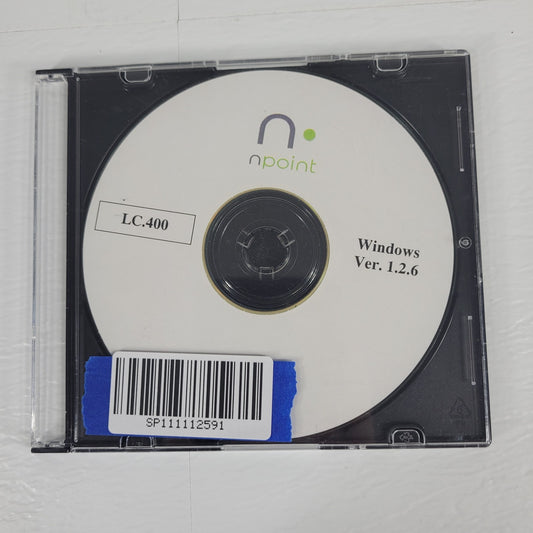 n
npoint
LC.400
Windows
Ver. 1.2.6
SP111112591